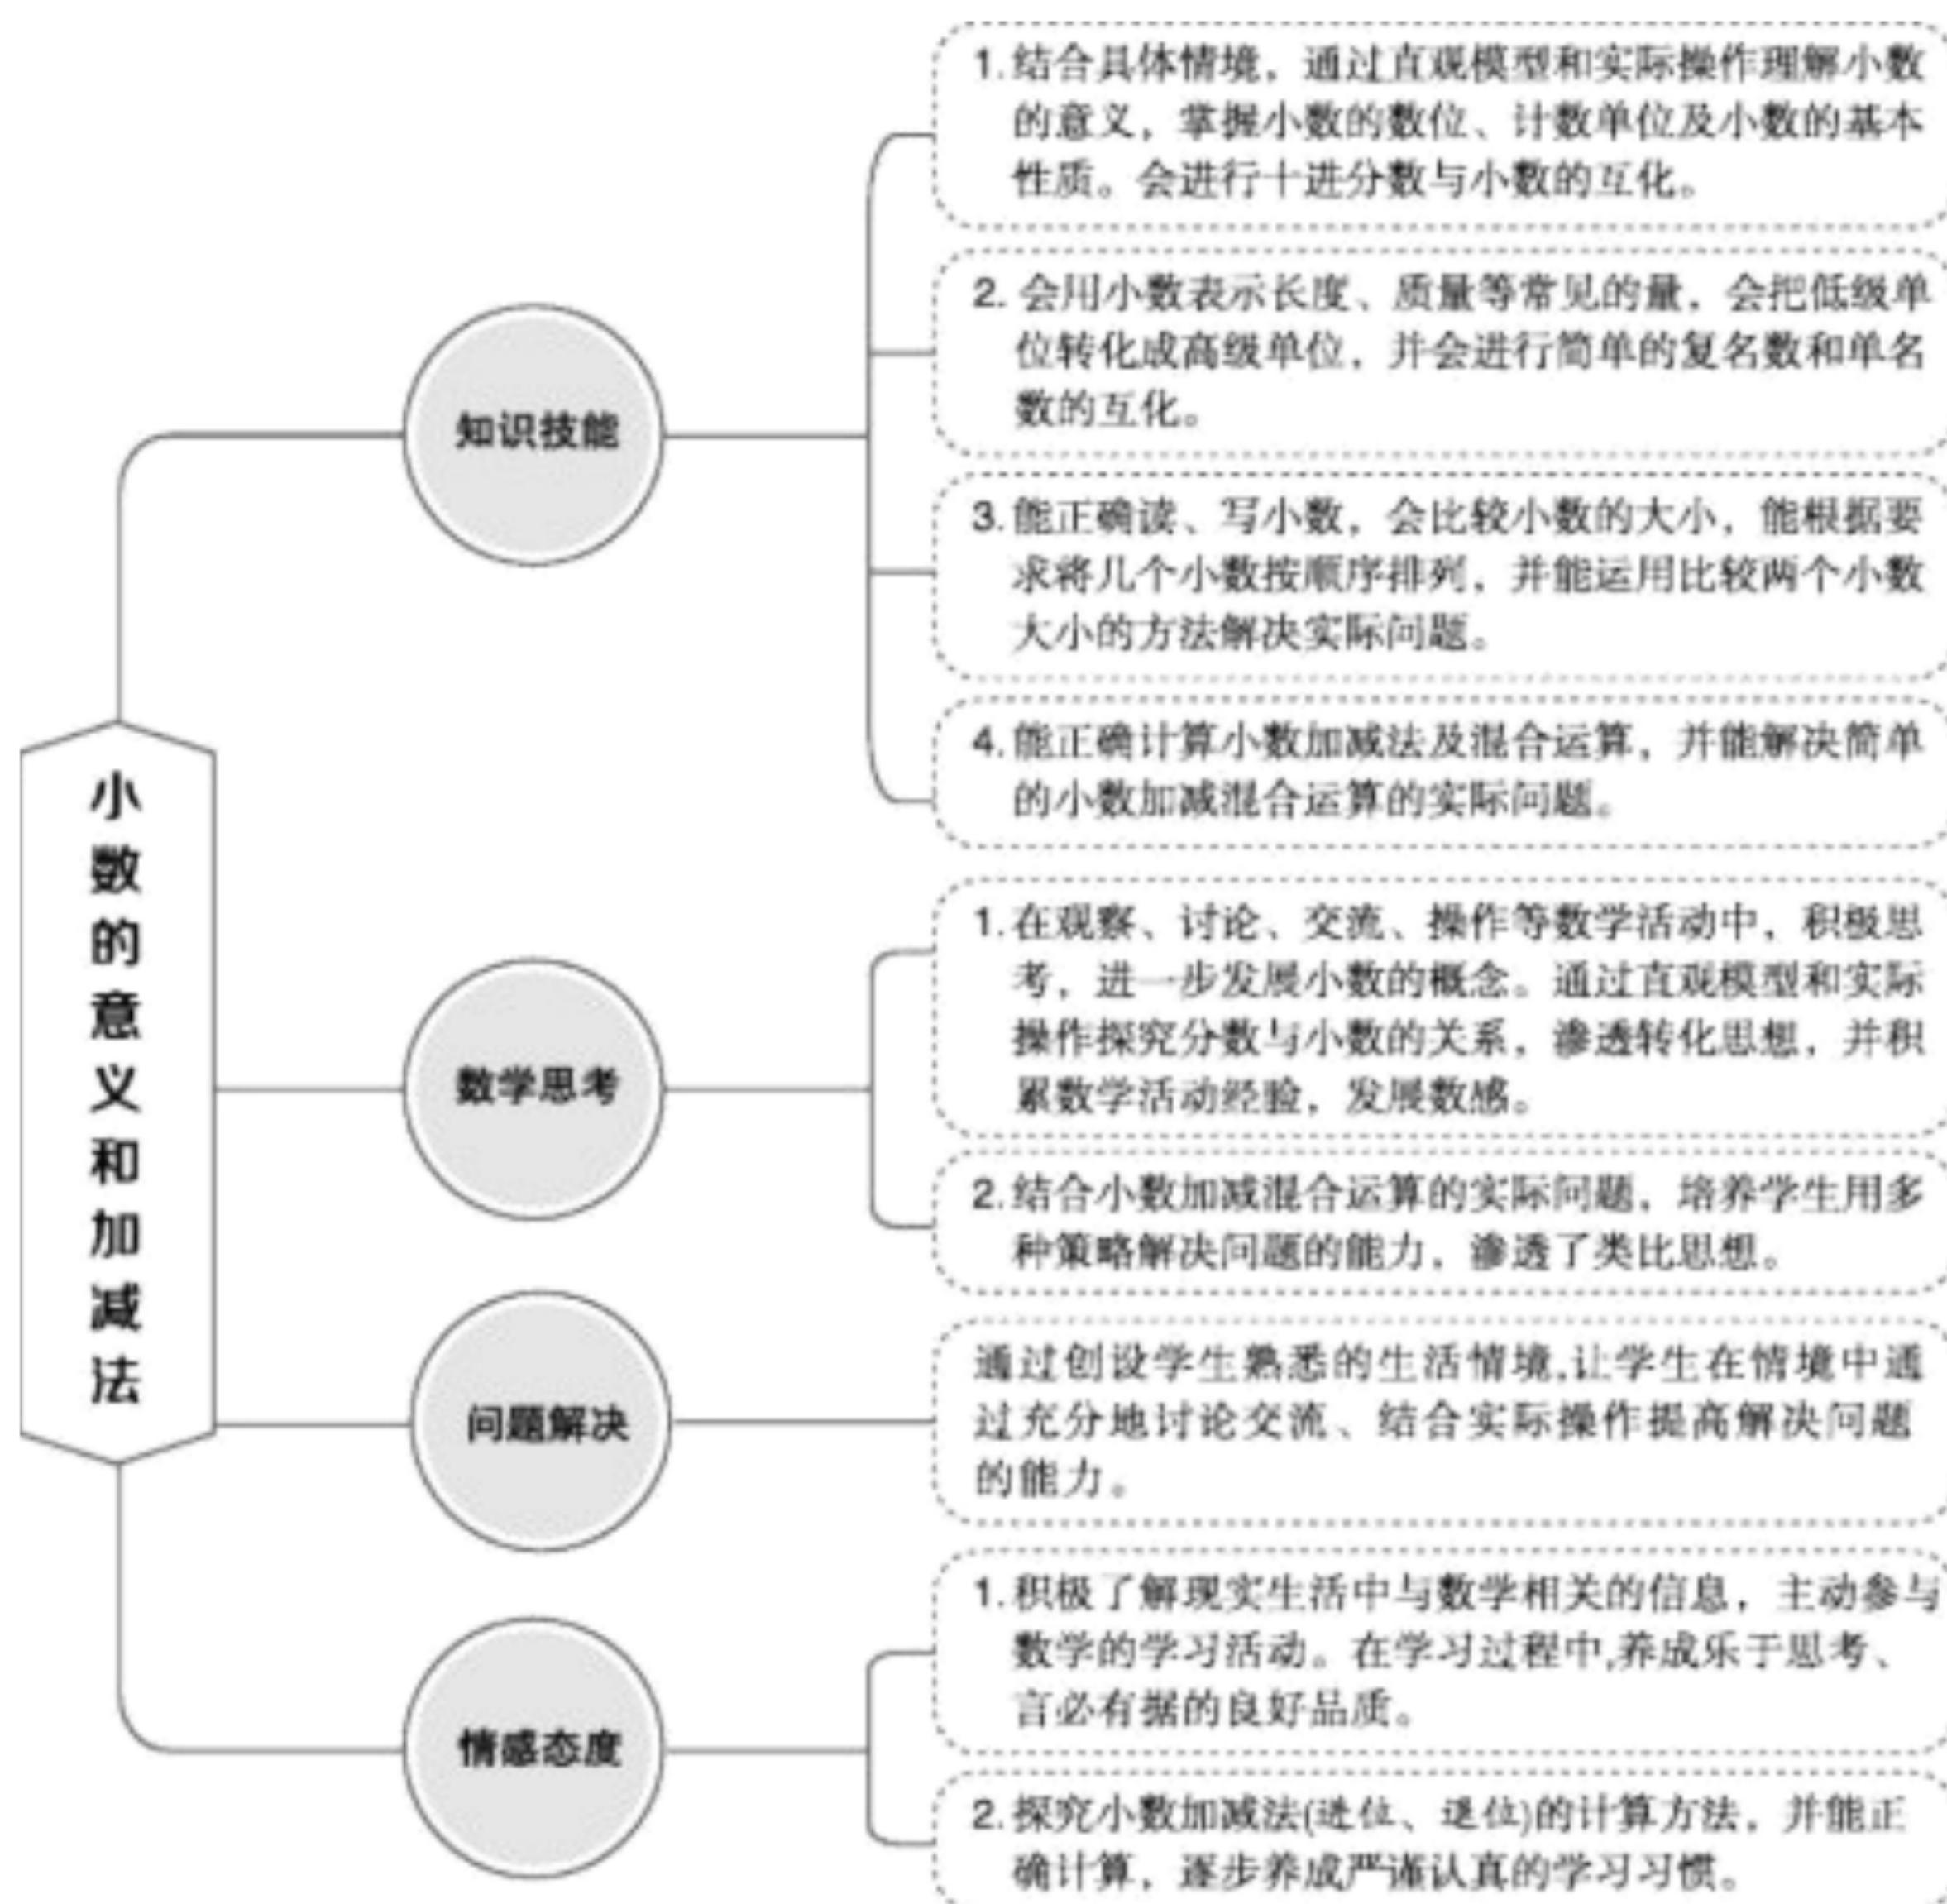 小数的意义和加减法
知识技能
1.结合具体情境，通过直观模型和实际操作理解小数
的意义，掌握小数的数位、计数单位及小数的基本
性质。会进行十进分数与小数的互化。
2. 会用小数表示长度、质量等常见的量，会把低级单
位转化成高级单位，并会进行简单的复名数和单名
数的互化。
3.能正确读、写小数，会比较小数的大小，能根据要
求将几个小数按顺序排列，并能运用比较两个小数
大小的方法解决实际问题。
4.能正确计算小数加减法及混合运算，并能解决简单
的小数加减混合运算的实际问题。
数学思考
1.在观察、讨论、交流、操作等数学活动中，积极思
考，进一步发展小数的概念。通过直观模型和实际
操作探究分数与小数的关系，渗透转化思想，并积
累数学活动经验，发展数感。
2.结合小数加减混合运算的实际问题，培养学生用多
种策略解决问题的能力，渗透了类比思想。
问题解决
通过创设学生熟悉的生活情境,让学生在情境中通
过充分地讨论交流、结合实际操作提高解决问题
的能力。
情感态度
1.积极了解现实生活中与数学相关的信息，主动参与
数学的学习活动。在学习过程中,养成乐于思考、
言必有据的良好品质。
2.探究小数加减法(进位、退位)的计算方法，并能正
确计算，逐步养成严谨认真的学习习惯。